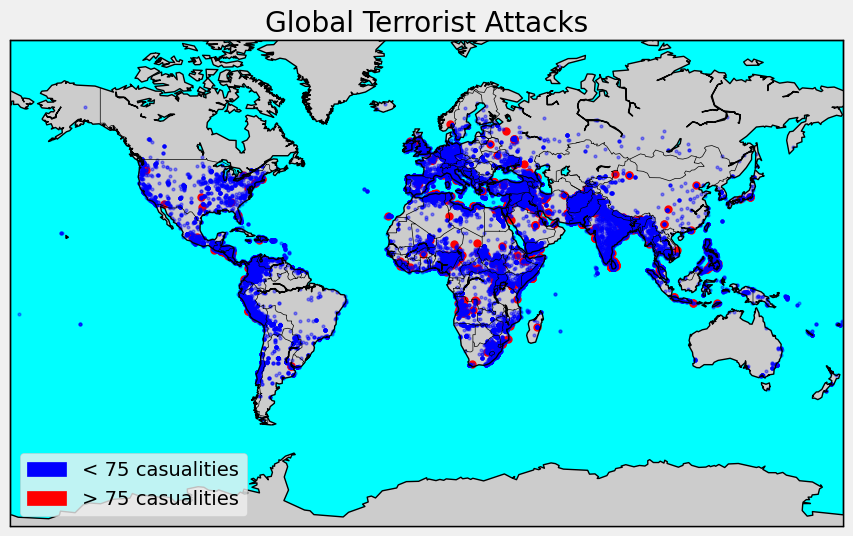 Global Terrorist Attacks
< 75 casualities
> 75 casualities